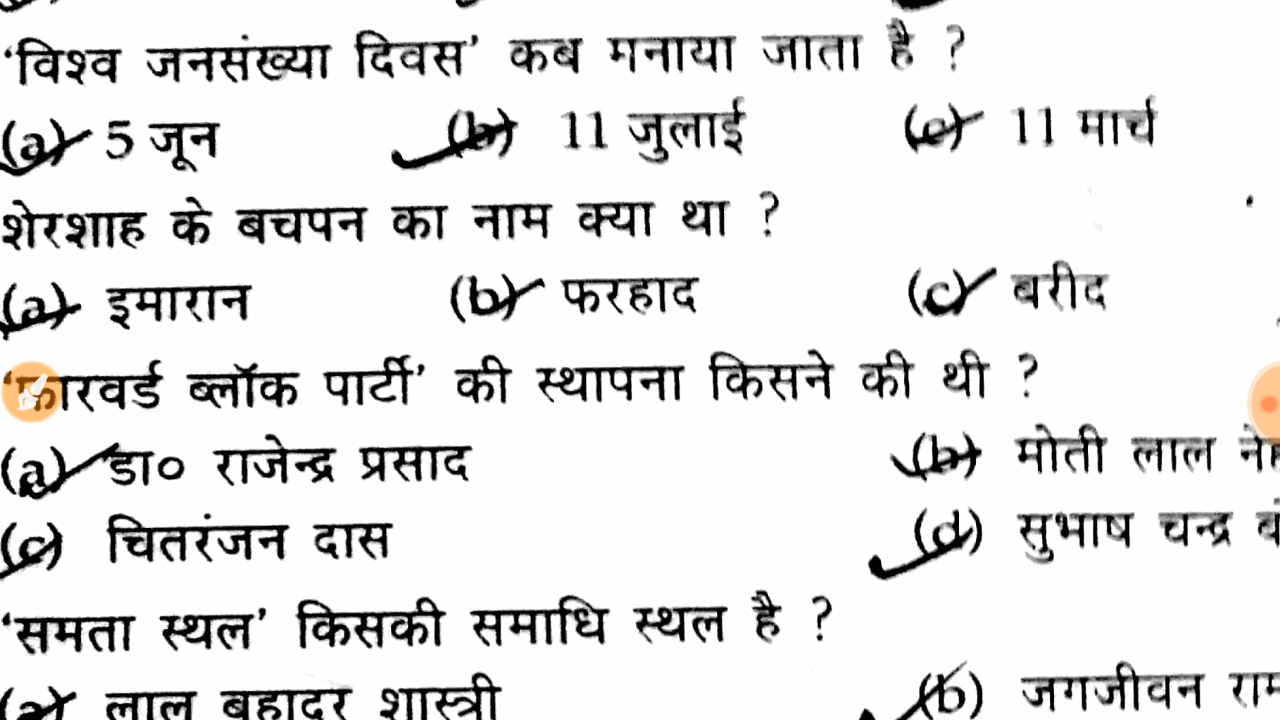 ‘विश्व जनसंख्या दिवस’ कब मनाया जाता है ?
(a) 5 जून (b) 11 जुलाई (c) 11 मार्च
शेरशाह के बचपन का नाम क्या था ?
(a) इमारान (b) फरहाद (c) बरीद
‘फारवर्ड ब्लॉक पार्टी’ की स्थापना किसने की थी ?
(a) डा० राजेन्द्र प्रसाद (b) मोती लाल
(c) चितरंजन दास (d) सुभाष चन्द्र
‘समता स्थल’ किसकी समाधि स्थल है ?
(a) लाल बहादुर शास्त्री (b) जगजीवन राम